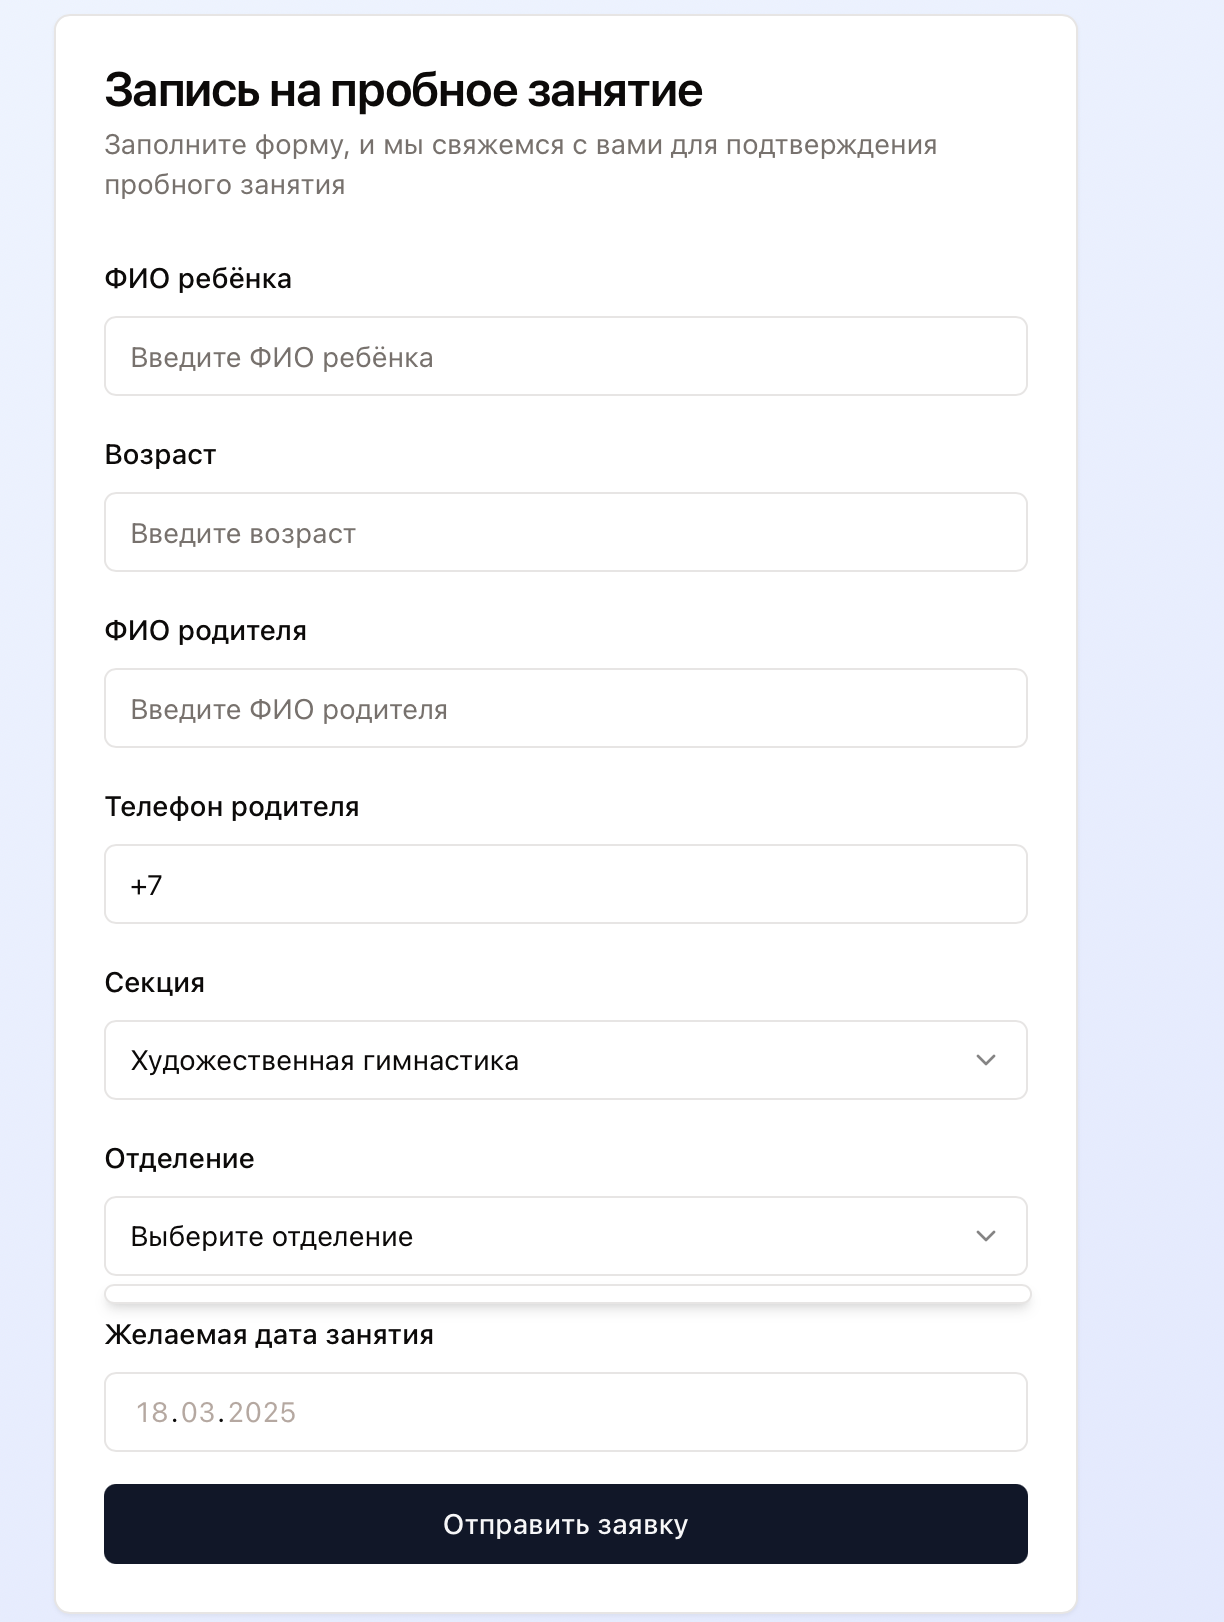 Запись на пробное занятие
Заполните форму, и мы свяжемся с вами для подтверждения
пробного занятия
ФИО ребёнка
Введите ФИО ребёнка
Возраст
Введите возраст
ФИО родителя
Введите ФИО родителя
Телефон родителя
+7
Секция
Художественная гимнастика
Отделение
Выберите отделение
Желаемая дата занятия
18.03.2025
Отправить заявку